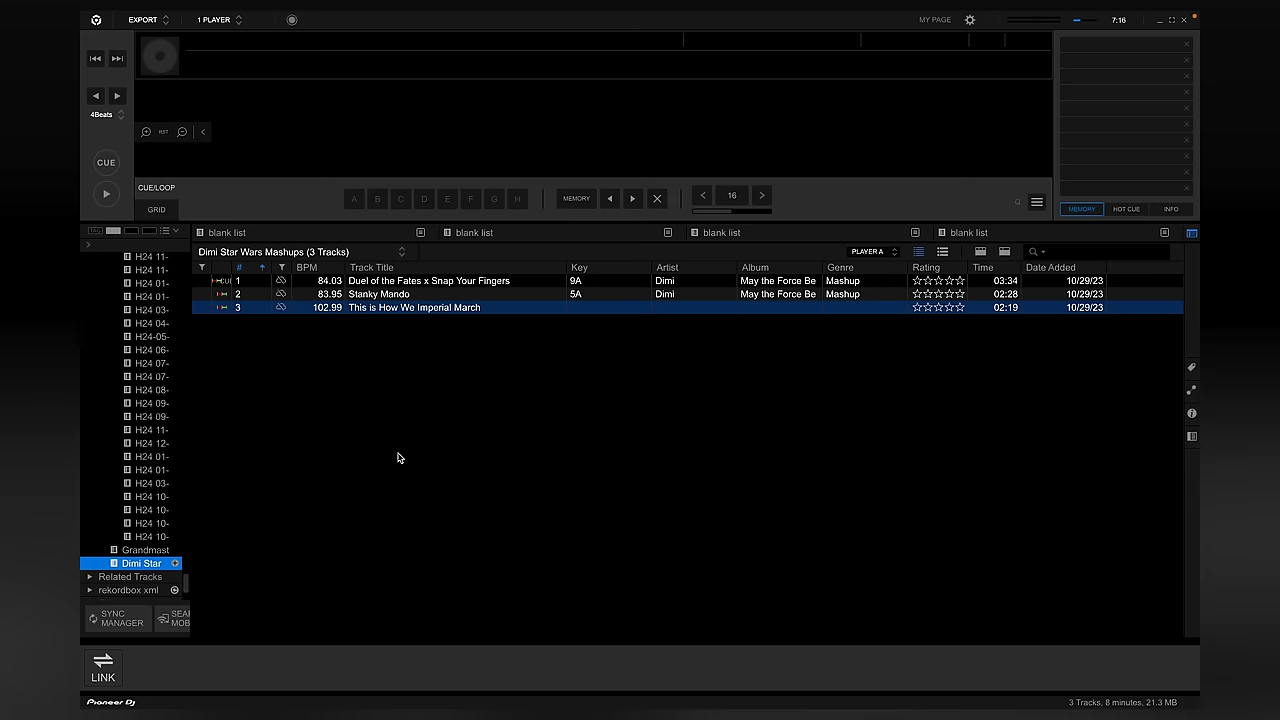 EXPORT 1 PLAYER MY PAGE 7:16
4Beats
RST
CUE
CUE/LOOP
GRID
A B C D E F G H MEMORY 16
MEMORY HOT CUE INFO
TAG
blank list blank list blank list blank list
Dimi Star Wars Mashups (3 Tracks) PLAYER A
# BPM Track Title Key Artist Album Genre Rating Time Date Added
1 84.03 Duel of the Fates x Snap Your Fingers 9A Dimi May the Force Be Mashup 03:34 10/29/23
2 83.95 Stanky Mando 5A Dimi May the Force Be Mashup 02:28 10/29/23
3 102.99 This is How We Imperial March 02:19 10/29/23
H24 11-
H24 11-
H24 01-
H24 01-
H24 03-
H24 04-
H24-05-
H24 06-
H24 07-
H24 07-
H24 08-
H24 09-
H24 09-
H24 11-
H24 12-
H24 01-
H24 01-
H24 03-
H24 10-
H24 10-
H24 10-
H24 10-
Grandmast
Dimi Star
Related Tracks
rekordbox xml
SYNC MANAGER
SEAR MOB
LINK
Pioneer Dj
3 Tracks, 8 minutes, 21.3 MB